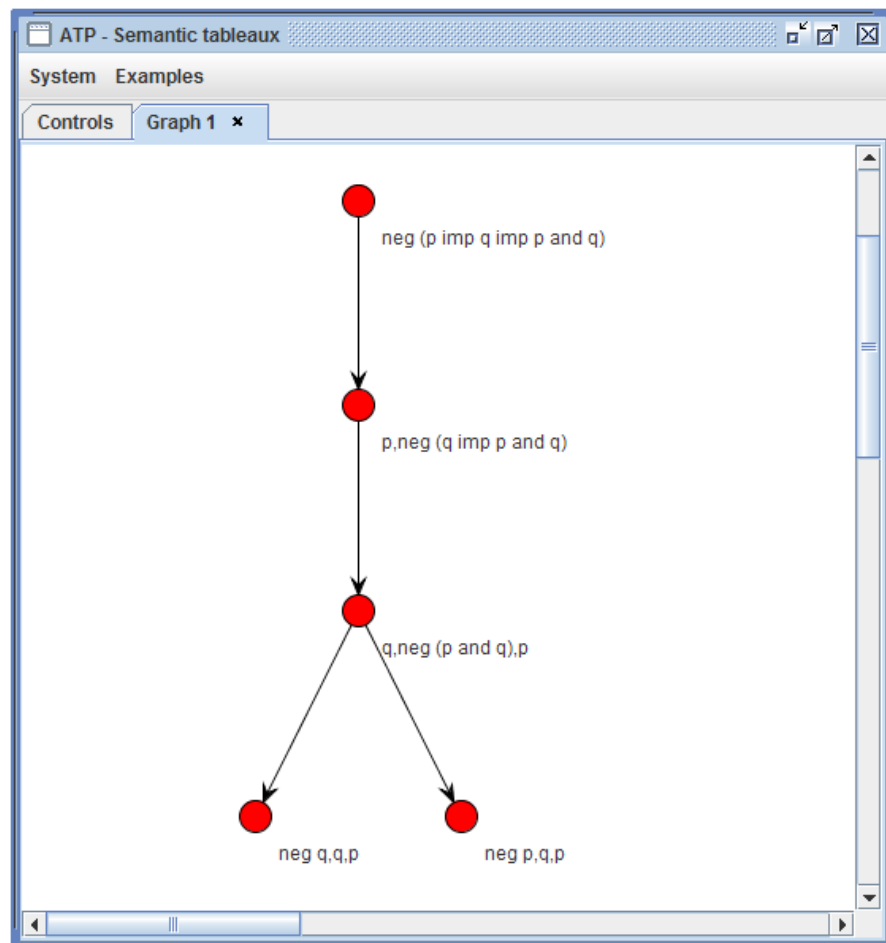 ATP - Semantic tableaux
System Examples
Controls Graph 1
neg (p imp q imp p and q)
p,neg (q imp p and q)
q,neg (p and q),p
neg q,q,p
neg p,q,p